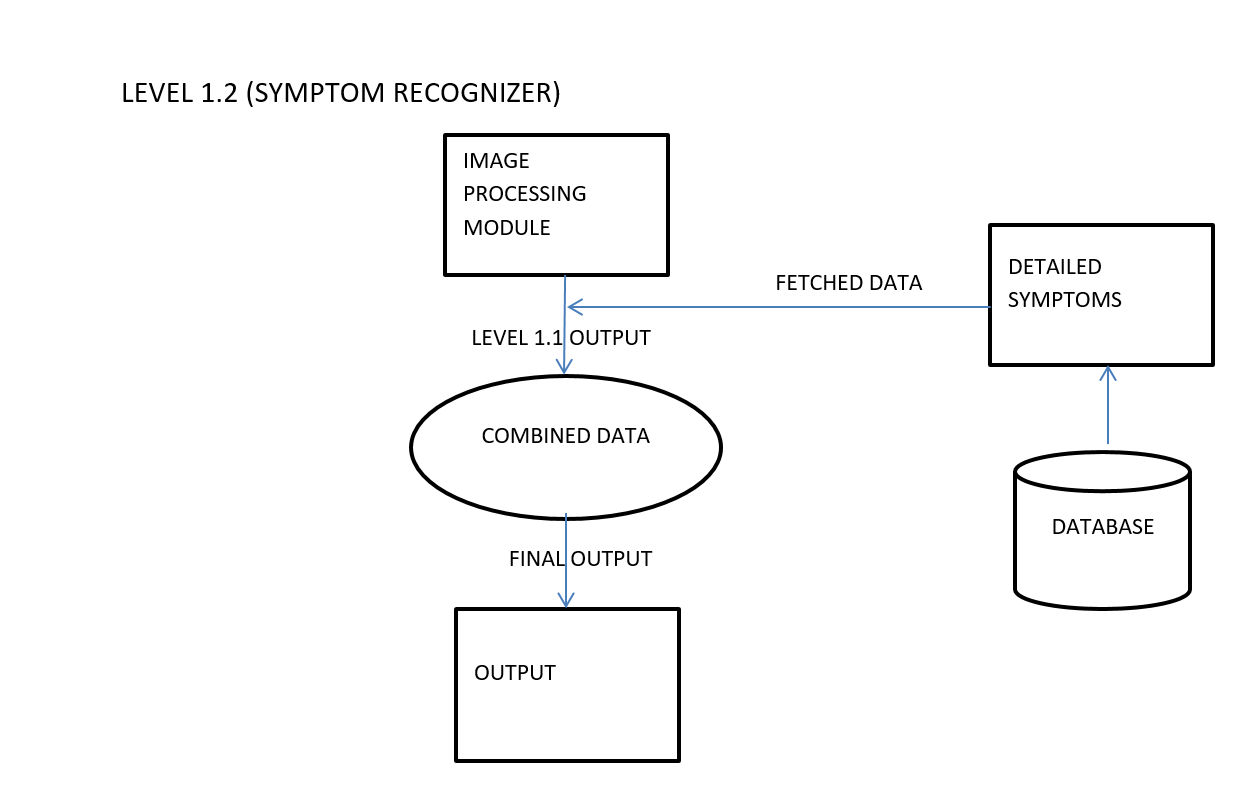 LEVEL 1.2 (SYMPTOM RECOGNIZER)
IMAGE
PROCESSING
MODULE
DETAILED
SYMPTOMS
FETCHED DATA
LEVEL 1.1 OUTPUT
COMBINED DATA
DATABASE
FINAL OUTPUT
OUTPUT